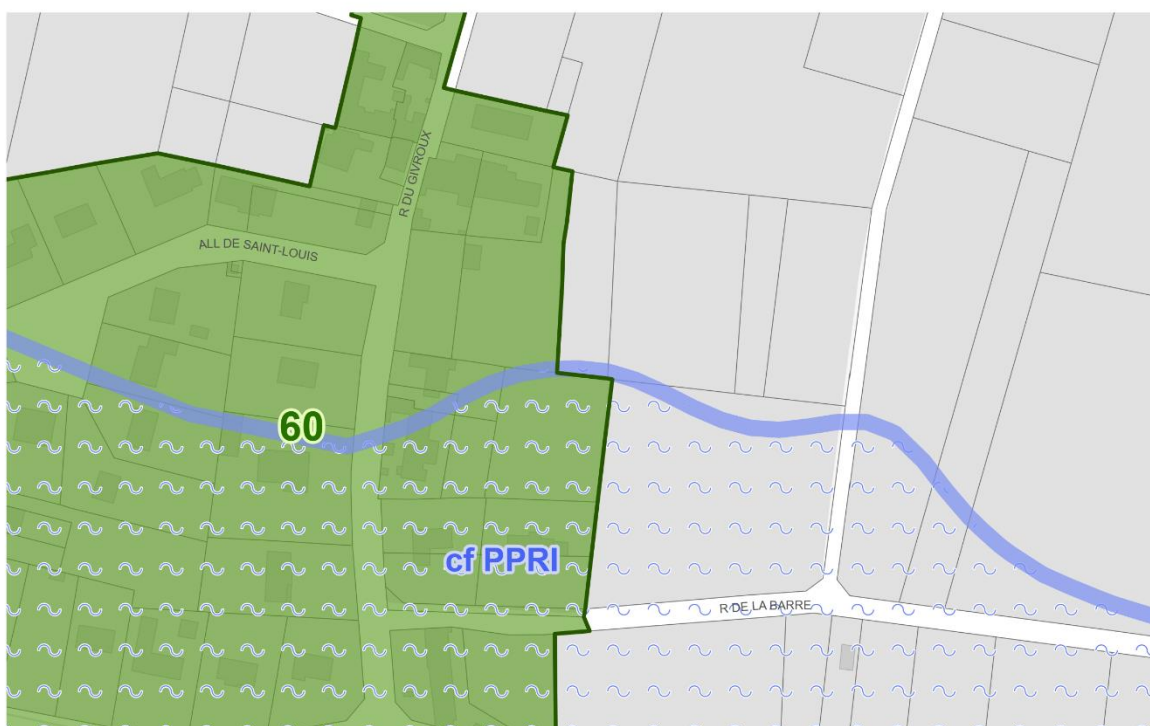 R DU GIVROUX
ALL DE SAINT-LOUIS
60
cf PPRI
R DE LA BARRE